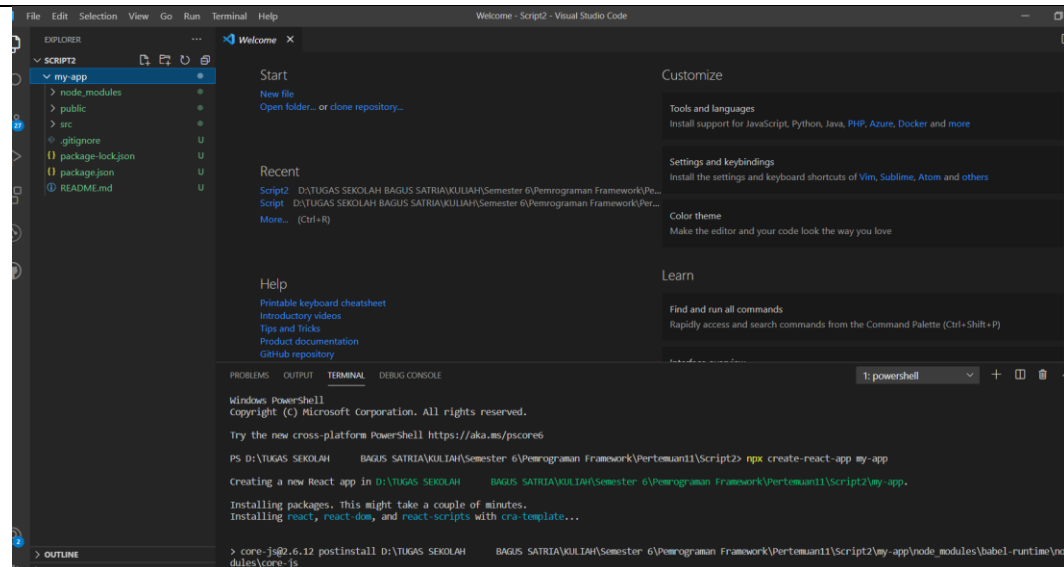 File Edit Selection View Go Run Terminal Help
Welcome - Script2 - Visual Studio Code
EXPLORER
SCRIPT2
my-app
node_modules
public
src
.gitignore U
package-lock.json U
package.json U
README.md U
OUTLINE
27
2
Welcome
Start
New file
Open folder... or clone repository...
Recent
Script2 D:\TUGAS SEKOLAH BAGUS SATRIA\KULIAH\Semester 6\Pemrograman Framework\Pe...
Script D:\TUGAS SEKOLAH BAGUS SATRIA\KULIAH\Semester 6\Pemrograman Framework\Per...
More... (Ctrl+R)
Help
Printable keyboard cheatsheet
Introductory videos
Tips and Tricks
Product documentation
GitHub repository
Customize
Tools and languages
Install support for JavaScript, Python, Java, PHP, Azure, Docker and more
Settings and keybindings
Install the settings and keyboard shortcuts of Vim, Sublime, Atom and others
Color theme
Make the editor and your code look the way you love
Learn
Find and run all commands
Rapidly access and search commands from the Command Palette (Ctrl+Shift+P)
PROBLEMS OUTPUT TERMINAL DEBUG CONSOLE
1: powershell
Windows PowerShell
Copyright (C) Microsoft Corporation. All rights reserved.
Try the new cross-platform PowerShell https://aka.ms/pscore6
PS D:\TUGAS SEKOLAH BAGUS SATRIA\KULIAH\Semester 6\Pemrograman Framework\Pertemuan11\Script2> npx create-react-app my-app
Creating a new React app in D:\TUGAS SEKOLAH BAGUS SATRIA\KULIAH\Semester 6\Pemrograman Framework\Pertemuan11\Script2\my-app.
Installing packages. This might take a couple of minutes.
Installing react, react-dom, and react-scripts with cra-template...
> core-js@2.6.12 postinstall D:\TUGAS SEKOLAH BAGUS SATRIA\KULIAH\Semester 6\Pemrograman Framework\Pertemuan11\Script2\my-app\node_modules\babel-runtime\no
dules\core-js